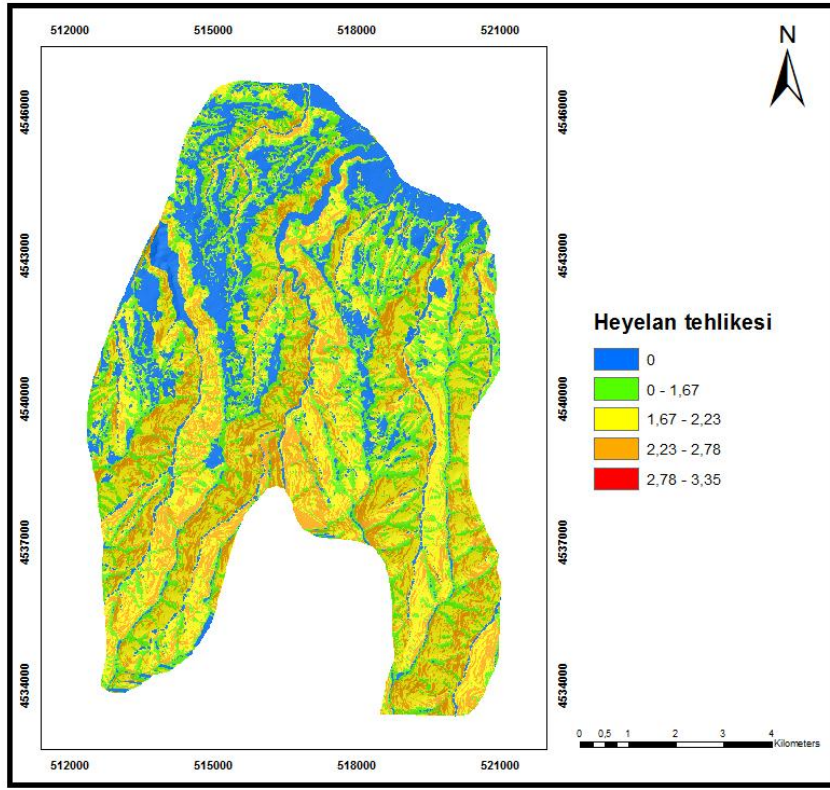 512000 515000 518000 521000
N
4546000 4546000
4543000 4543000
Heyelan tehlikesi
0
0 - 1,67
4540000 4540000
1,67 - 2,23
2,23 - 2,78
2,78 - 3,35
4537000 4537000
4534000 4534000
0 0,5 1 2 3 4
Kilometers
512000 515000 518000 521000